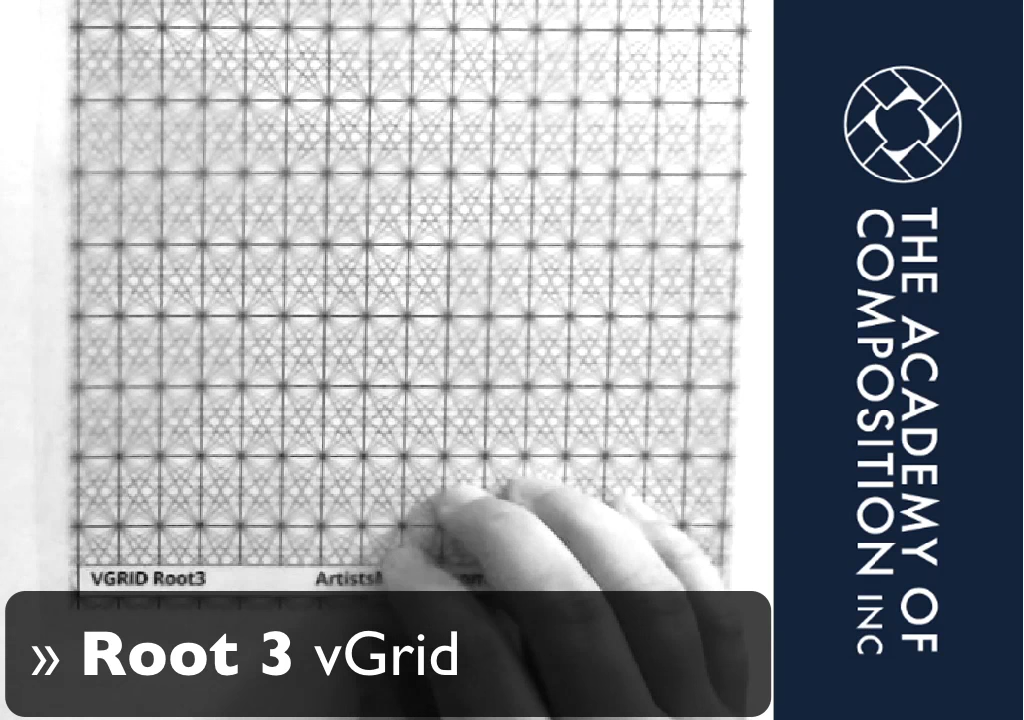 VGRID Root3
» Root 3 vGrid
THE ACADEMY OF
COMPOSITION INC